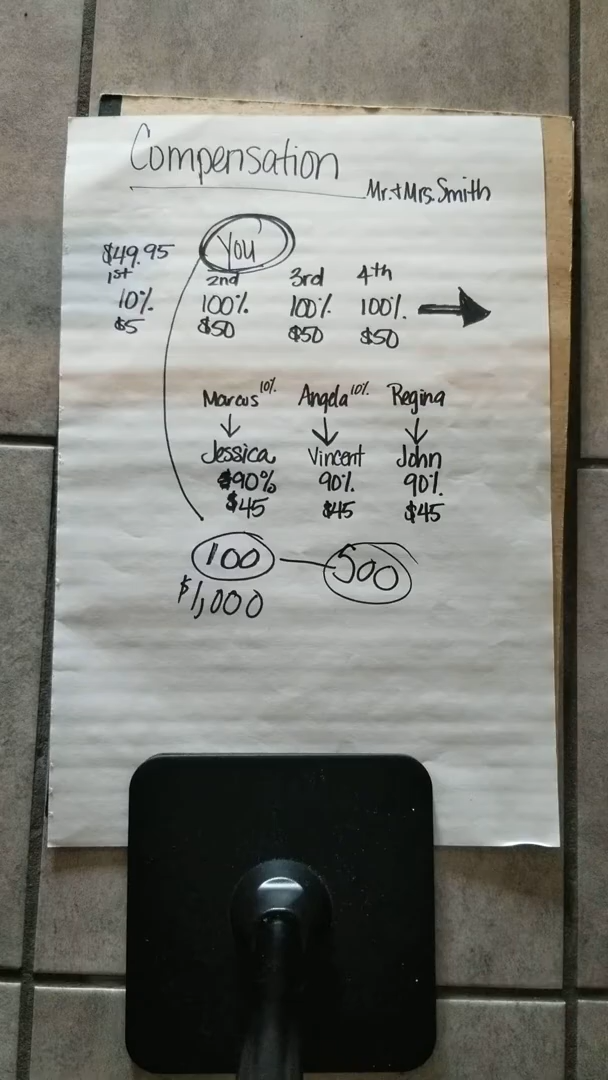 Compensation
Mr. + Mrs. Smith
$49.95 You
1st 2nd 3rd 4th
10% 100% 100% 100%
$5 $50 $50 $50
Marcus 10% Angela 10% Regina
Jessica Vincent John
$90% 90% 90%
$45 $45 $45
100 500
$1,000